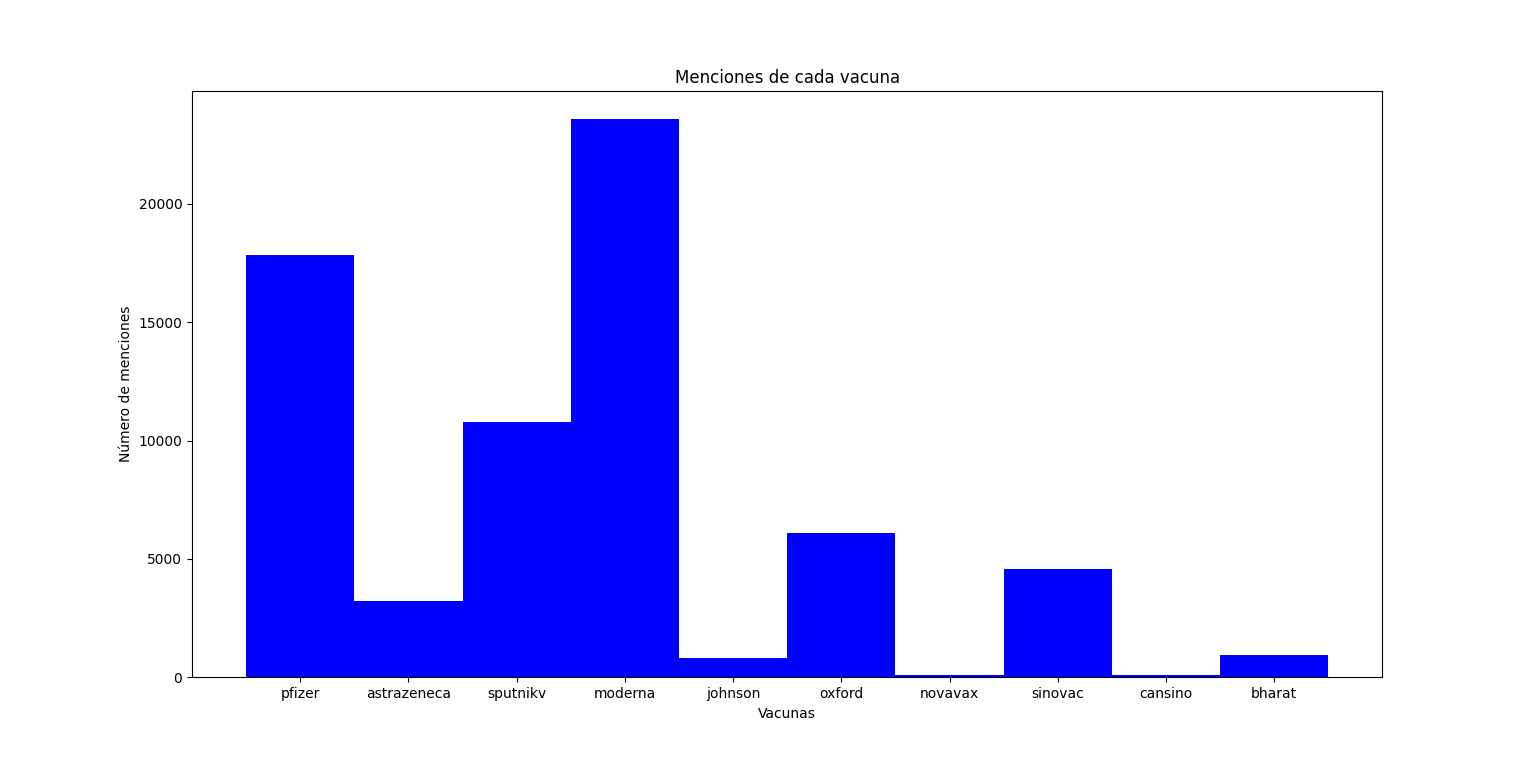 Menciones de cada vacuna
Número de menciones
20000
15000
10000
5000
0
pfizer astrazeneca sputnikv moderna johnson oxford novavax sinovac cansino bharat
Vacunas